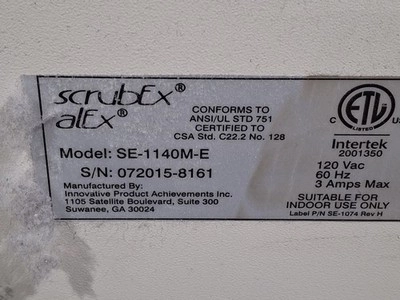 scrubEx®
alEx®
CONFORMS TO
ANSI/UL STD 751
CERTIFIED TO
CSA Std. C22.2 No. 128
Model: SE-1140M-E
S/N: 072015-8161
Manufactured By:
Innovative Product Achievements Inc.
1105 Satellite Boulevard, Suite 300
Suwanee, GA 30024
C ETL US
LISTED
Intertek
2001350
120 Vac
60 Hz
3 Amps Max
SUITABLE FOR
INDOOR USE ONLY
Label P/N SE-1074 Rev H